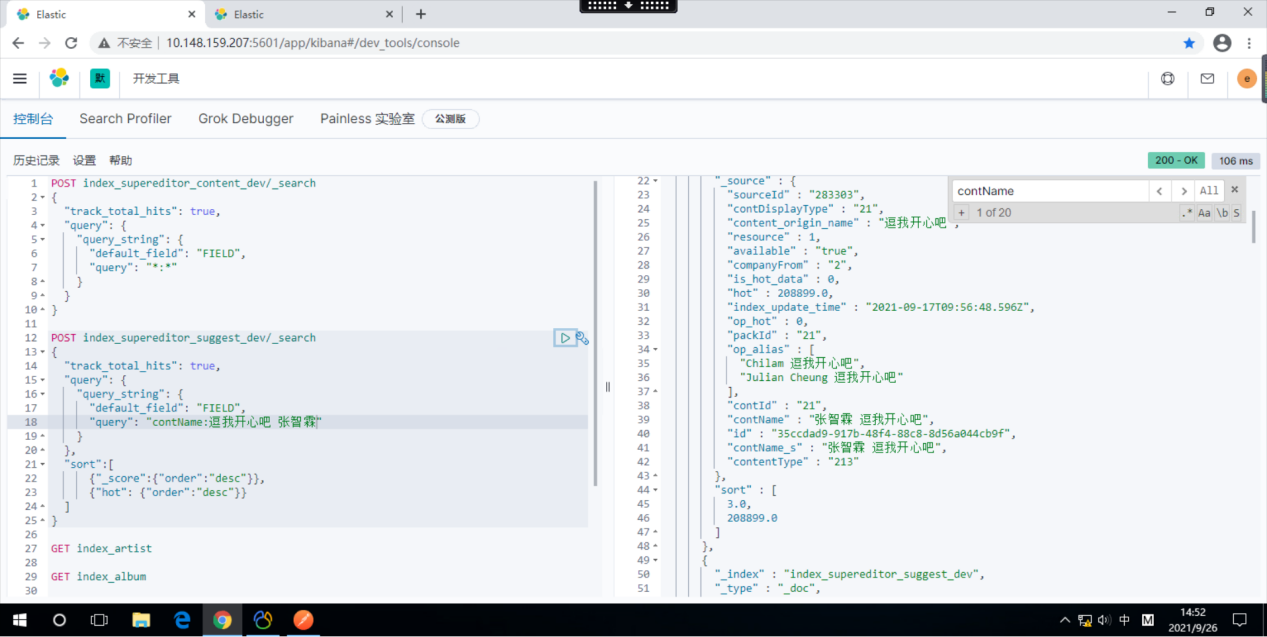 Elastic
Elastic
不安全 10.148.159.207:5601/app/kibana#/dev_tools/console
默 开发工具 e
控制台 Search Profiler Grok Debugger Painless 实验室 公测版
历史记录 设置 帮助 200 - OK 106 ms
1 POST index_supereditor_content_dev/_search
2 {
3 "track_total_hits": true,
4 "query": {
5 "query_string": {
6 "default_field": "FIELD",
7 "query": "*:*"
8 }
9 }
10 }
11
12 POST index_supereditor_suggest_dev/_search
13 {
14 "track_total_hits": true,
15 "query": {
16 "query_string": {
17 "default_field": "FIELD",
18 "query": "contName:逗我开心吧 张智霖"
19 }
20 },
21 "sort":[
22 {"_score":{"order":"desc"}},
23 {"hot": {"order":"desc"}}
24 ]
25 }
26
27 GET index_artist
28
29 GET index_album
30
contName All
+ 1 of 20 .* Aa \b S
22 "_source" : {
23 "sourceId" : "283303",
24 "contDisplayType" : "21",
25 "content_origin_name" : "逗我开心吧",
26 "resource" : 1,
27 "available" : "true",
28 "companyFrom" : "2",
29 "is_hot_data" : 0,
30 "hot" : 208899.0,
31 "index_update_time" : "2021-09-17T09:56:48.596Z",
32 "op_hot" : 0,
33 "packId" : "21",
34 "op_alias" : [
35 "Chilam 逗我开心吧",
36 "Julian Cheung 逗我开心吧"
37 ],
38 "contId" : "21",
39 "contName" : "张智霖 逗我开心吧",
40 "id" : "35ccdad9-917b-48f4-88c8-8d56a044cb9f",
41 "contName_s" : "张智霖 逗我开心吧",
42 "contentType" : "213"
43 },
44 "sort" : [
45 3.0,
46 208899.0
47 ]
48 },
49 {
50 "_index" : "index_supereditor_suggest_dev",
51 "_type" : "_doc",
中 M 14:52
2021/9/26